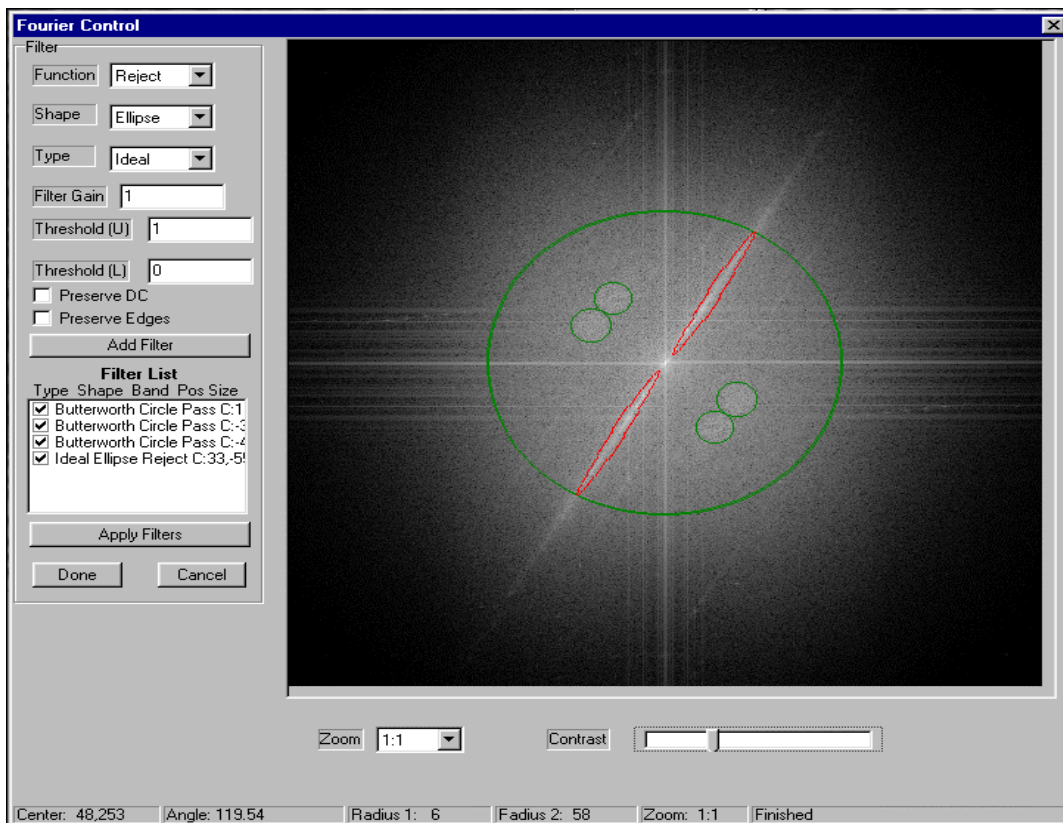 Fourier Control
Filter
Function Reject
Shape Ellipse
Type Ideal
Filter Gain 1
Threshold (U) 1
Threshold (L) 0
Preserve DC
Preserve Edges
Add Filter
Filter List
Type Shape Band Pos Size
Butterworth Circle Pass C:1
Butterworth Circle Pass C:-3
Butterworth Circle Pass C:-4
Ideal Ellipse Reject C:33,-5
Apply Filters
Done Cancel
Zoom 1:1 Contrast
Center: 48,253 Angle: 119.54 Radius 1: 6 Fadius 2: 58 Zoom: 1:1 Finished